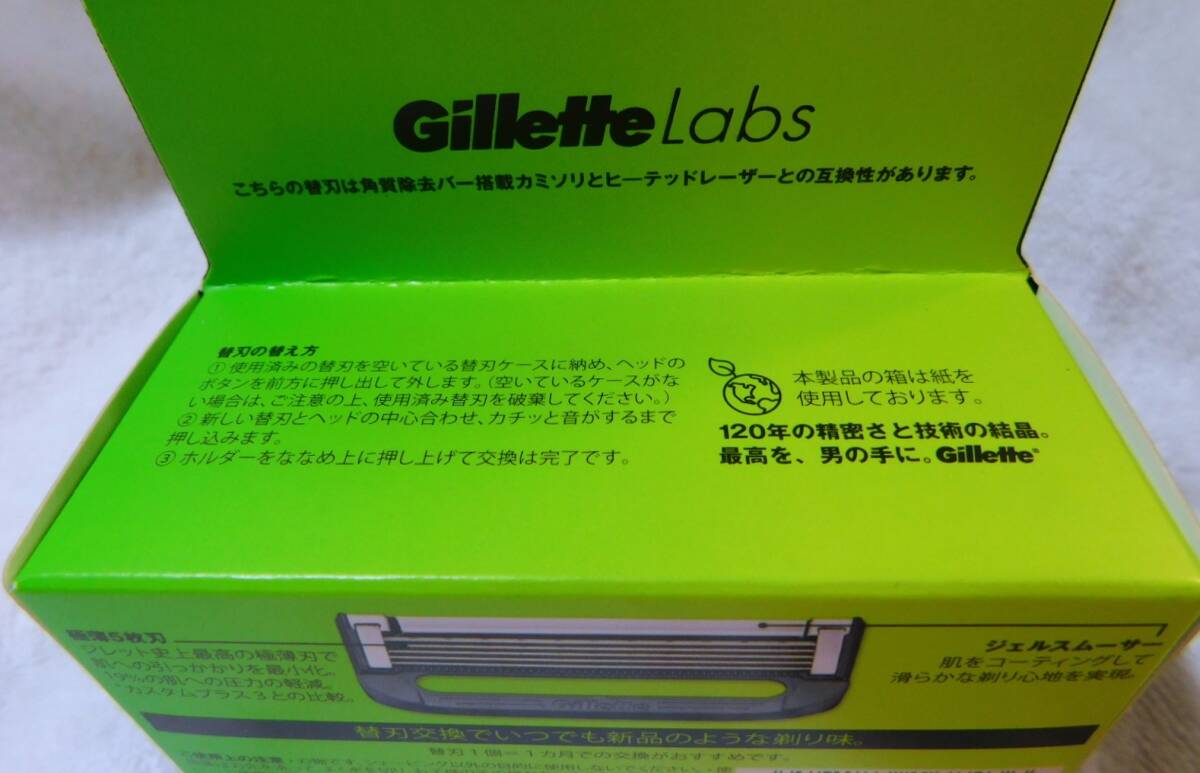 Gillette Labs
こちらの替刃は角質除去バー搭載カミソリとヒーテッドレーザーとの互換性があります。
替刃の替え方
① 使用済みの替刃を空いている替刃ケースに納め、ヘッドの
ボタンを前方に押し出して外します。(空いているケースがな
い場合は、ご注意の上、使用済み替刃を破棄してください。)
② 新しい替刃とヘッドの中心合わせ、カチッと音がするまで
押し込みます。
③ ホルダーをななめ上に押し上げて交換は完了です。
本製品の箱は紙を
使用しております。
120年の精密さと技術の結晶。
最高を、男の手に。Gillette®
極薄5枚刃
ジレット史上最高の極薄刃で
肌への引っかかりを最小化。
19%の肌への圧力の軽減。
・カスタムプラス3との比較。
ジェルスムーサー
肌をコーティングして
滑らかな剃り心地を実現。
Gillette
替刃交換でいつでも新品のような剃り味。
替刃1個=1カ月での交換がおすすめです。